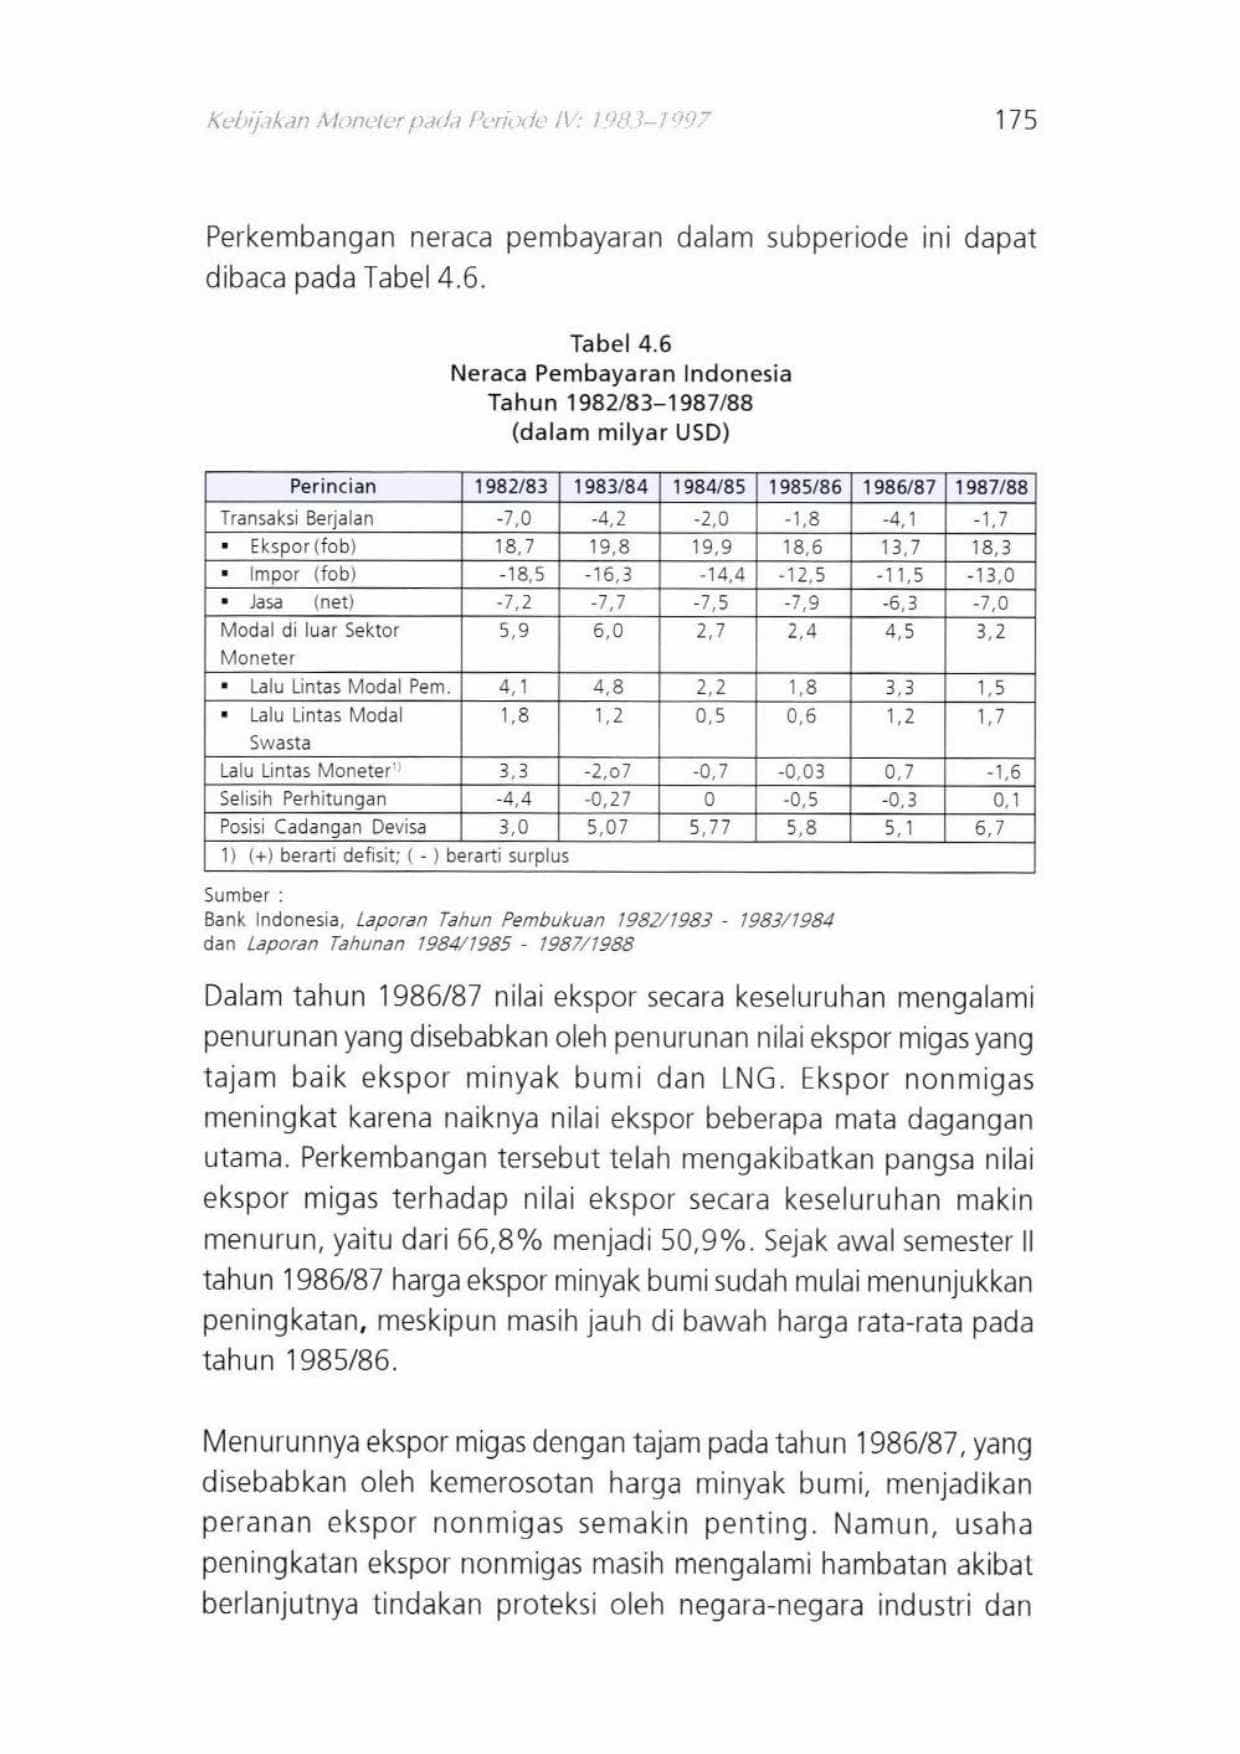 Kebijakan Moneter pada Periode IV: 1983–1997 175
Perkembangan neraca pembayaran dalam subperiode ini dapat
dibaca pada Tabel 4.6.
Tabel 4.6
Neraca Pembayaran Indonesia
Tahun 1982/83–1987/88
(dalam milyar USD)
Perincian 1982/83 1983/84 1984/85 1985/86 1986/87 1987/88
Transaksi Berjalan -7,0 -4,2 -2,0 -1,8 -4,1 -1,7
▪ Ekspor (fob) 18,7 19,8 19,9 18,6 13,7 18,3
▪ Impor (fob) -18,5 -16,3 -14,4 -12,5 -11,5 -13,0
▪ Jasa (net) -7,2 -7,7 -7,5 -7,9 -6,3 -7,0
Modal di luar Sektor 5,9 6,0 2,7 2,4 4,5 3,2
Moneter
▪ Lalu Lintas Modal Pem. 4,1 4,8 2,2 1,8 3,3 1,5
▪ Lalu Lintas Modal 1,8 1,2 0,5 0,6 1,2 1,7
Swasta
Lalu Lintas Moneter¹⁾ 3,3 -2,o7 -0,7 -0,03 0,7 -1,6
Selisih Perhitungan -4,4 -0,27 0 -0,5 -0,3 0,1
Posisi Cadangan Devisa 3,0 5,07 5,77 5,8 5,1 6,7
1) (+) berarti defisit; ( - ) berarti surplus
Sumber :
Bank Indonesia, Laporan Tahun Pembukuan 1982/1983 - 1983/1984
dan Laporan Tahunan 1984/1985 - 1987/1988
Dalam tahun 1986/87 nilai ekspor secara keseluruhan mengalami
penurunan yang disebabkan oleh penurunan nilai ekspor migas yang
tajam baik ekspor minyak bumi dan LNG. Ekspor nonmigas
meningkat karena naiknya nilai ekspor beberapa mata dagangan
utama. Perkembangan tersebut telah mengakibatkan pangsa nilai
ekspor migas terhadap nilai ekspor secara keseluruhan makin
menurun, yaitu dari 66,8% menjadi 50,9%. Sejak awal semester II
tahun 1986/87 harga ekspor minyak bumi sudah mulai menunjukkan
peningkatan, meskipun masih jauh di bawah harga rata-rata pada
tahun 1985/86.
Menurunnya ekspor migas dengan tajam pada tahun 1986/87, yang
disebabkan oleh kemerosotan harga minyak bumi, menjadikan
peranan ekspor nonmigas semakin penting. Namun, usaha
peningkatan ekspor nonmigas masih mengalami hambatan akibat
berlanjutnya tindakan proteksi oleh negara-negara industri dan